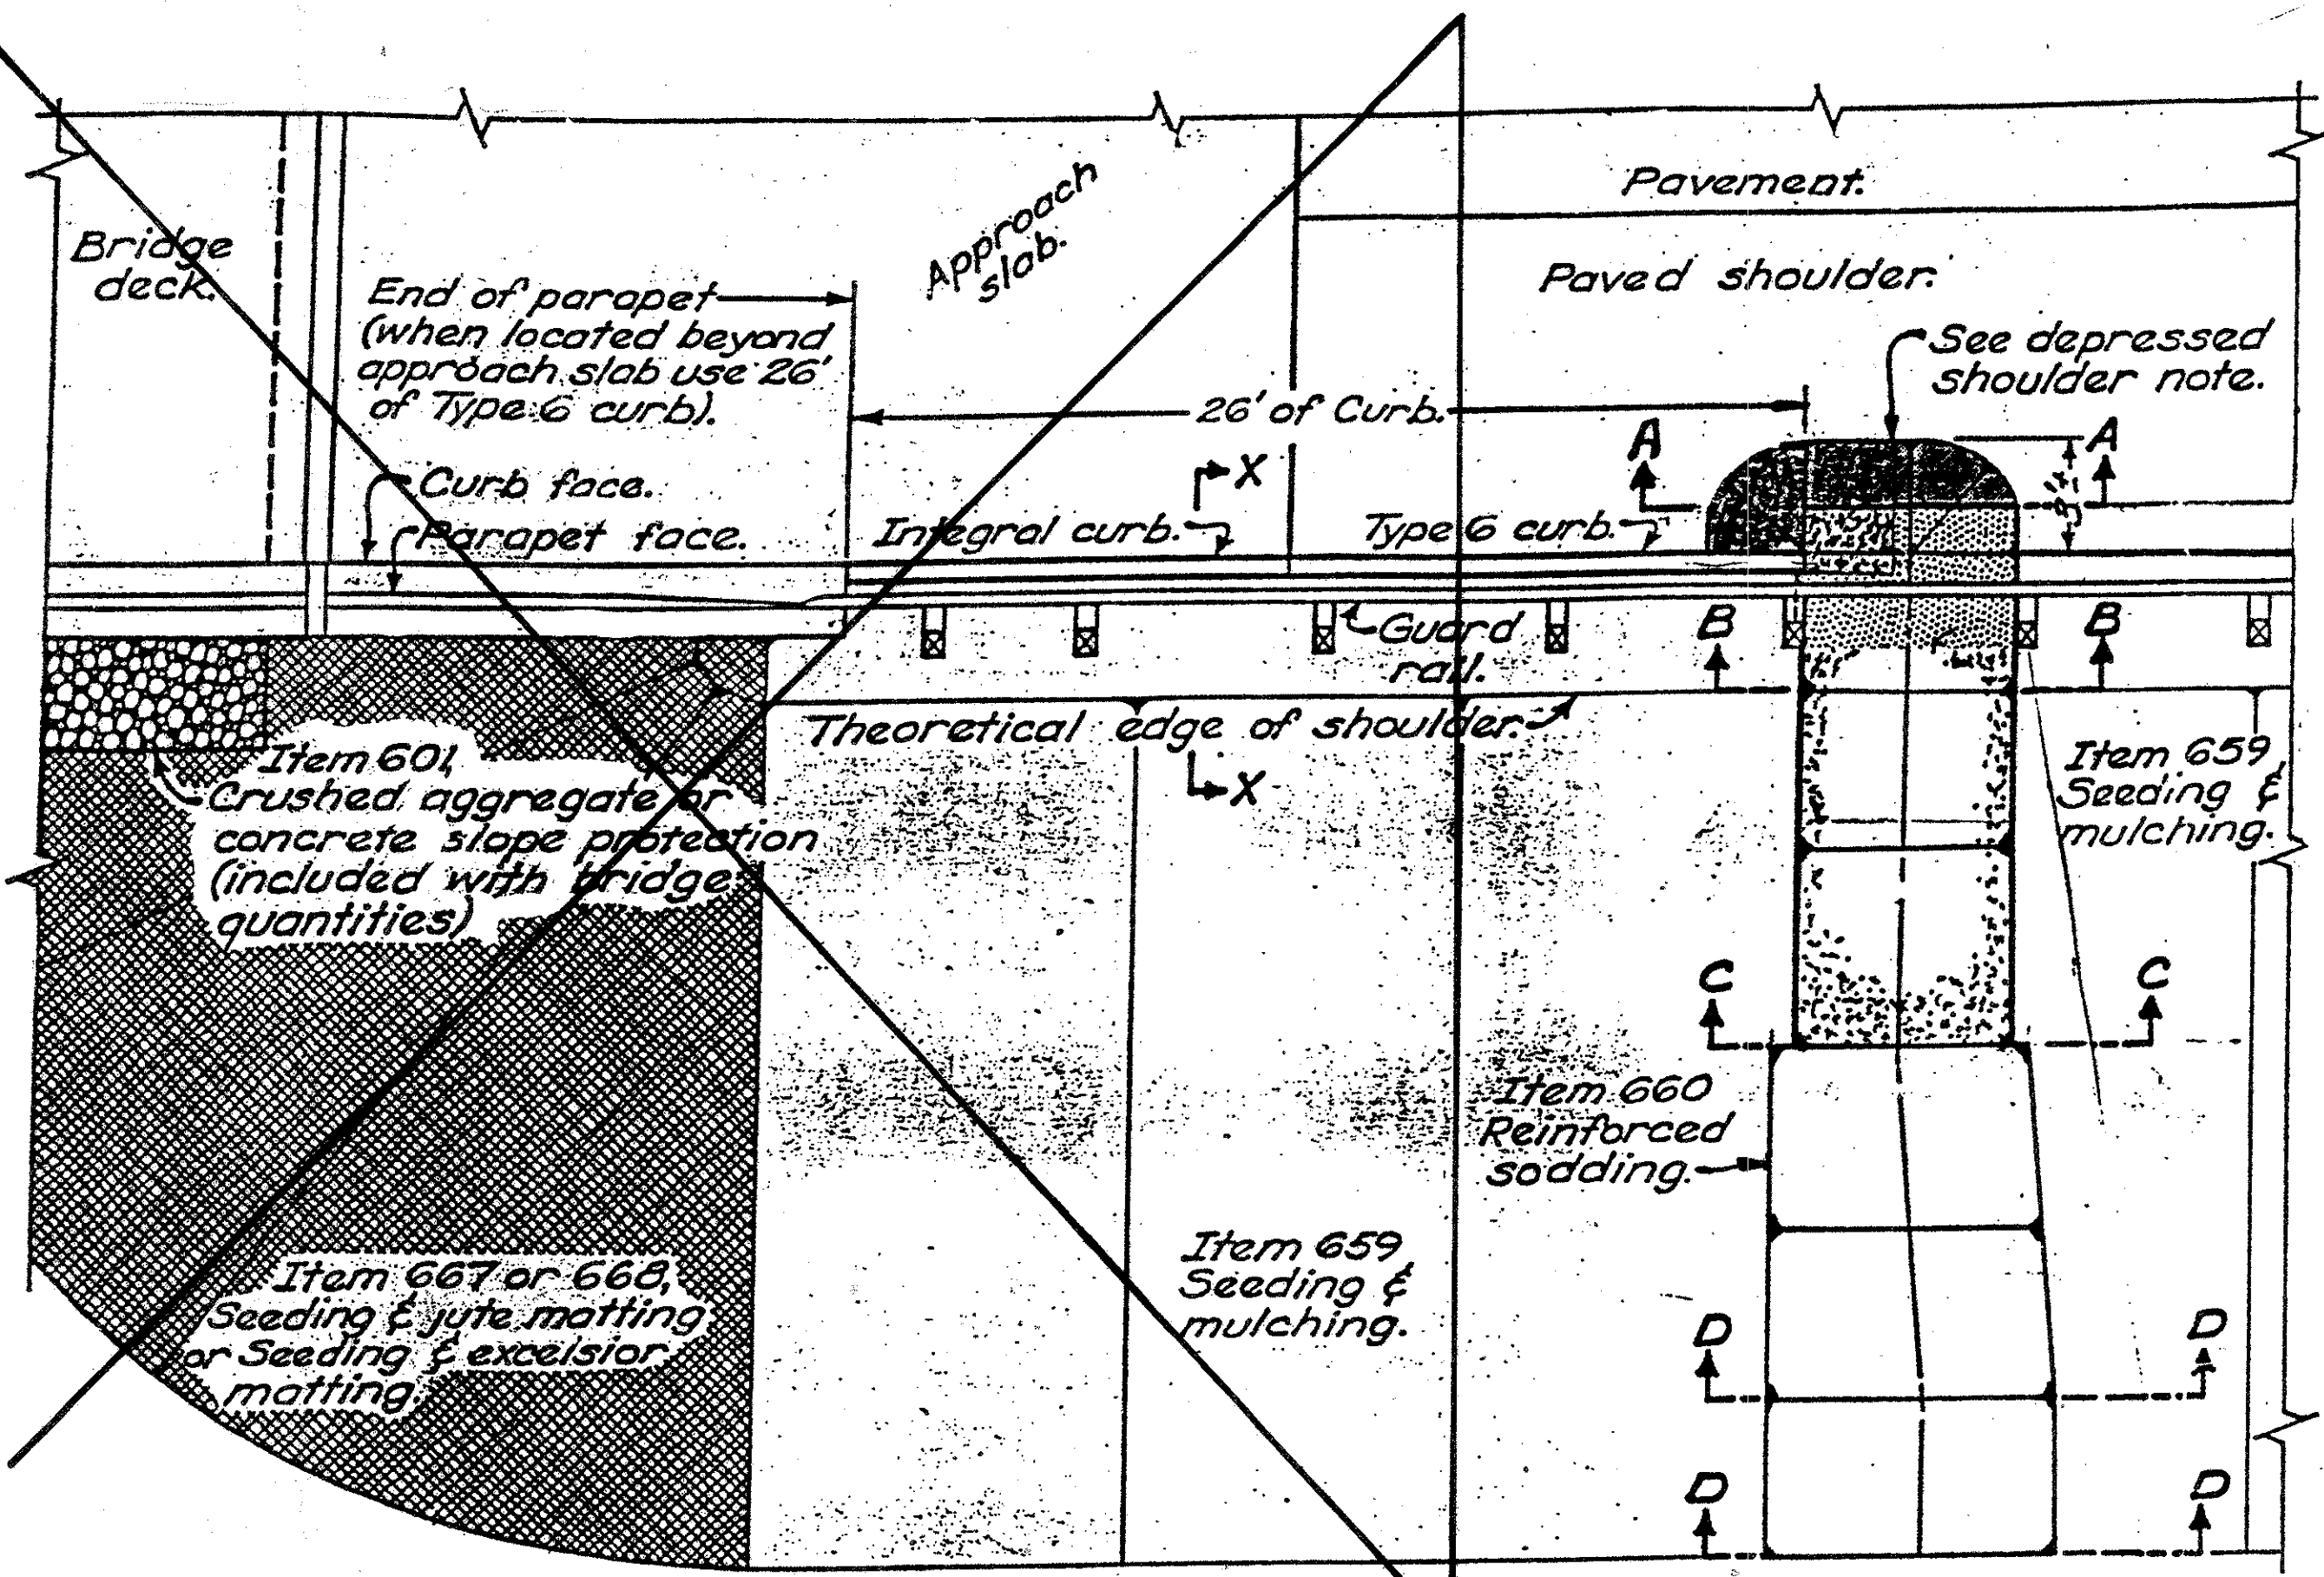 Pavement.
Approach
slab.
Bridge
deck.
Paved shoulder.
End of parapet
(when located beyond
approach slab use 26'
of Type 6 curb).
See depressed
shoulder note.
26' of Curb.
A
A
X
Curb face.
Parapet face.
Integral curb.
Type 6 curb.
B
B
Guard
rail.
Theoretical edge of shoulder.
X
Item 601,
Crushed aggregate or
concrete slope protection
(included with bridge
quantities)
Item 659
Seeding &
mulching.
C
C
Item 660
Reinforced
sodding.
Item 659
Seeding &
mulching.
Item 667 or 668,
Seeding & jute matting
or Seeding & excelsior
matting.
D
D
D
D